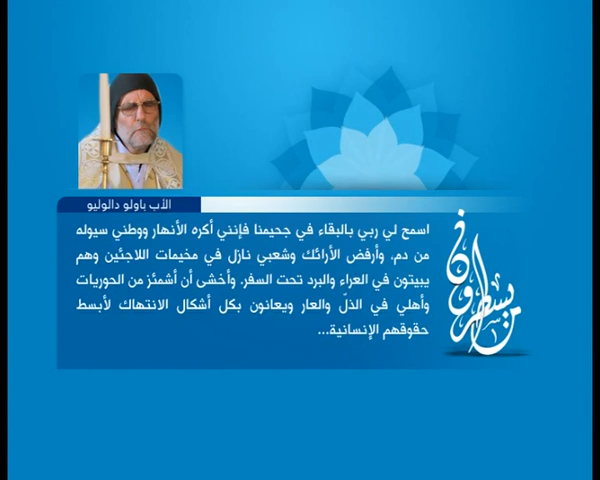 الأب باولو دالوليو
اسمح لي ربي بالبقاء في جحيمنا فإنني أكره الأنهار ووطني سيوله
من دم، وأرفض الأرائك وشعبي نازل في مخيمات اللاجئين وهم
يبيتون في العراء والبرد تحت السفر. وأخشى أن أشمئز من الحوريات
وأهلي في الذلّ والعار ويعانون بكل أشكال الانتهاك لأبسط
حقوقهم الإنسانية...